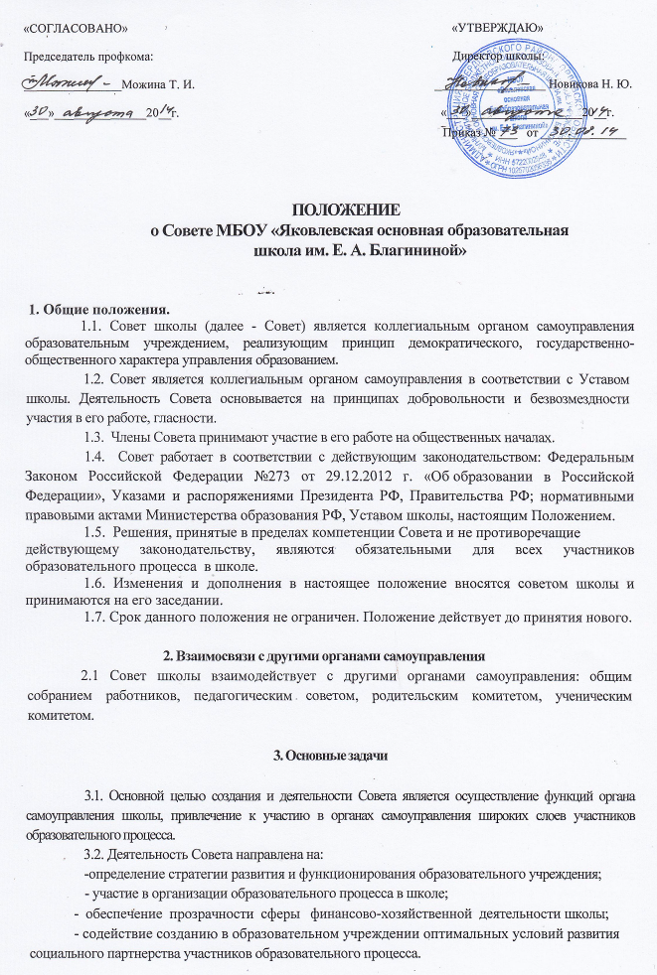 «СОГЛАСОВАНО» «УТВЕРЖДАЮ»
Председатель профкома: Директор школы:
Можина Т. И. Новикова Н. Ю.
«30» августа 2014г. «30» августа 2014г.
Приказ № 73 от 30.08.14
ПОЛОЖЕНИЕ
о Совете МБОУ «Яковлевская основная образовательная
школа им. Е. А. Благининой»
1. Общие положения.
1.1. Совет школы (далее - Совет) является коллегиальным органом самоуправления
образовательным учреждением, реализующим принцип демократического, государственно-
общественного характера управления образованием.
1.2. Совет является коллегиальным органом самоуправления в соответствии с Уставом
школы. Деятельность Совета основывается на принципах добровольности и безвозмездности
участия в его работе, гласности.
1.3. Члены Совета принимают участие в его работе на общественных началах.
1.4. Совет работает в соответствии с действующим законодательством: Федеральным
Законом Российской Федерации №273 от 29.12.2012 г. «Об образовании в Российской
Федерации», Указами и распоряжениями Президента РФ, Правительства РФ; нормативными
правовыми актами Министерства образования РФ, Уставом школы, настоящим Положением.
1.5. Решения, принятые в пределах компетенции Совета и не противоречащие
действующему законодательству, являются обязательными для всех участников
образовательного процесса в школе.
1.6. Изменения и дополнения в настоящее положение вносятся советом школы и
принимаются на его заседании.
1.7. Срок данного положения не ограничен. Положение действует до принятия нового.
2. Взаимосвязи с другими органами самоуправления
2.1 Совет школы взаимодействует с другими органами самоуправления: общим
собранием работников, педагогическим советом, родительским комитетом, ученическим
комитетом.
3. Основные задачи
3.1. Основной целью создания и деятельности Совета является осуществление функций органа
самоуправления школы, привлечение к участию в органах самоуправления широких слоев участников
образовательного процесса.
3.2. Деятельность Совета направлена на:
-определение стратегии развития и функционирования образовательного учреждения;
- участие в организации образовательного процесса в школе;
- обеспечение прозрачности сферы финансово-хозяйственной деятельности школы;
- содействие созданию в образовательном учреждении оптимальных условий развития
социального партнерства участников образовательного процесса.